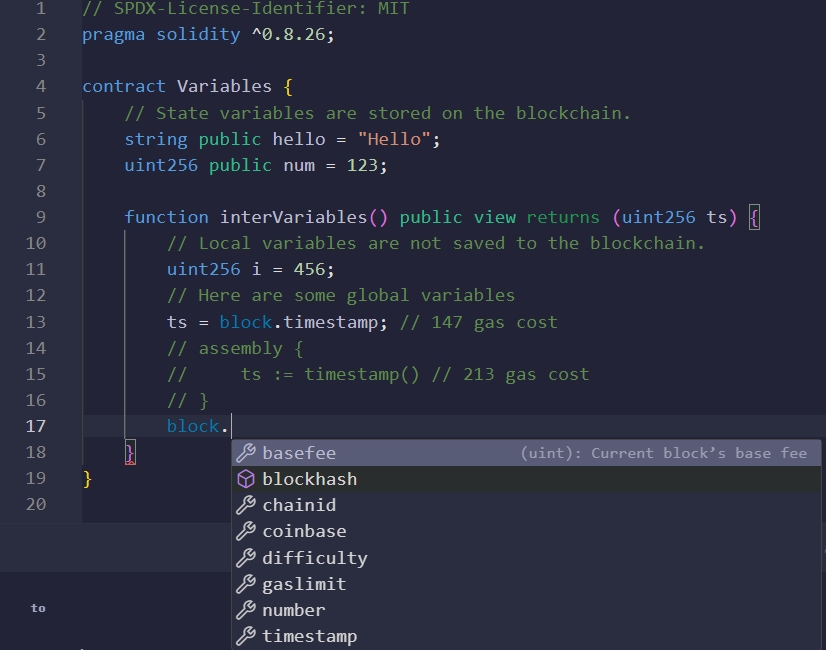 1 // SPDX-License-Identifier: MIT
2 pragma solidity ^0.8.26;
3
4 contract Variables {
5 // State variables are stored on the blockchain.
6 string public hello = "Hello";
7 uint256 public num = 123;
8
9 function interVariables() public view returns (uint256 ts) {
10 // Local variables are not saved to the blockchain.
11 uint256 i = 456;
12 // Here are some global variables
13 ts = block.timestamp; // 147 gas cost
14 // assembly {
15 //     ts := timestamp() // 213 gas cost
16 // }
17 block.
18 }
basefee (uint): Current block’s base fee
19 }
blockhash
20
chainid
coinbase
difficulty
gaslimit
to
number
timestamp